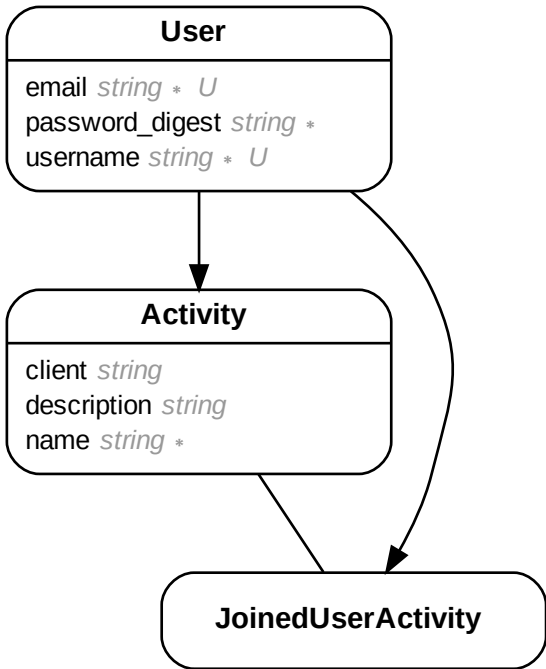 User
email string * U
password_digest string *
username string * U
Activity
client string
description string
name string *
JoinedUserActivity